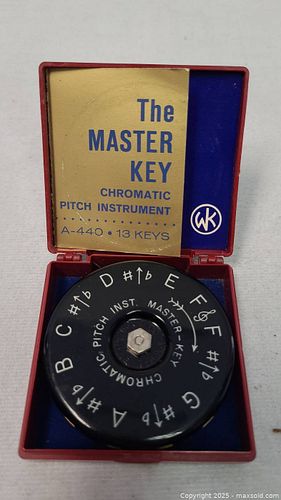 The
MASTER
KEY
CHROMATIC
PITCH INSTRUMENT
A-440 • 13 KEYS
WK
CHROMATIC PITCH INST. MASTER-KEY
A #♭ B C #♭ D #♭ E F F #♭ G #♭
C
Copyright © 2025 - maxsold.com